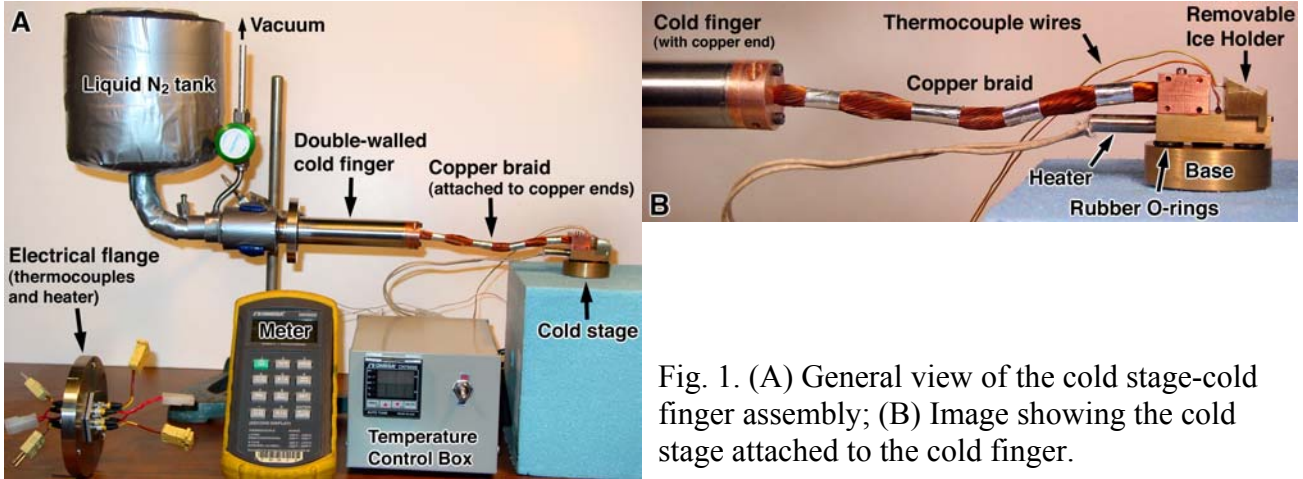 A
Vacuum
Liquid N₂ tank
Double-walled
cold finger
Copper braid
(attached to copper ends)
Electrical flange
(thermocouples
and heater)
Meter
Cold stage
Temperature
Control Box
Cold finger
(with copper end)
Thermocouple wires
Removable
Ice Holder
Copper braid
Heater
Base
Rubber O-rings
B
Fig. 1. (A) General view of the cold stage-cold
finger assembly; (B) Image showing the cold
stage attached to the cold finger.